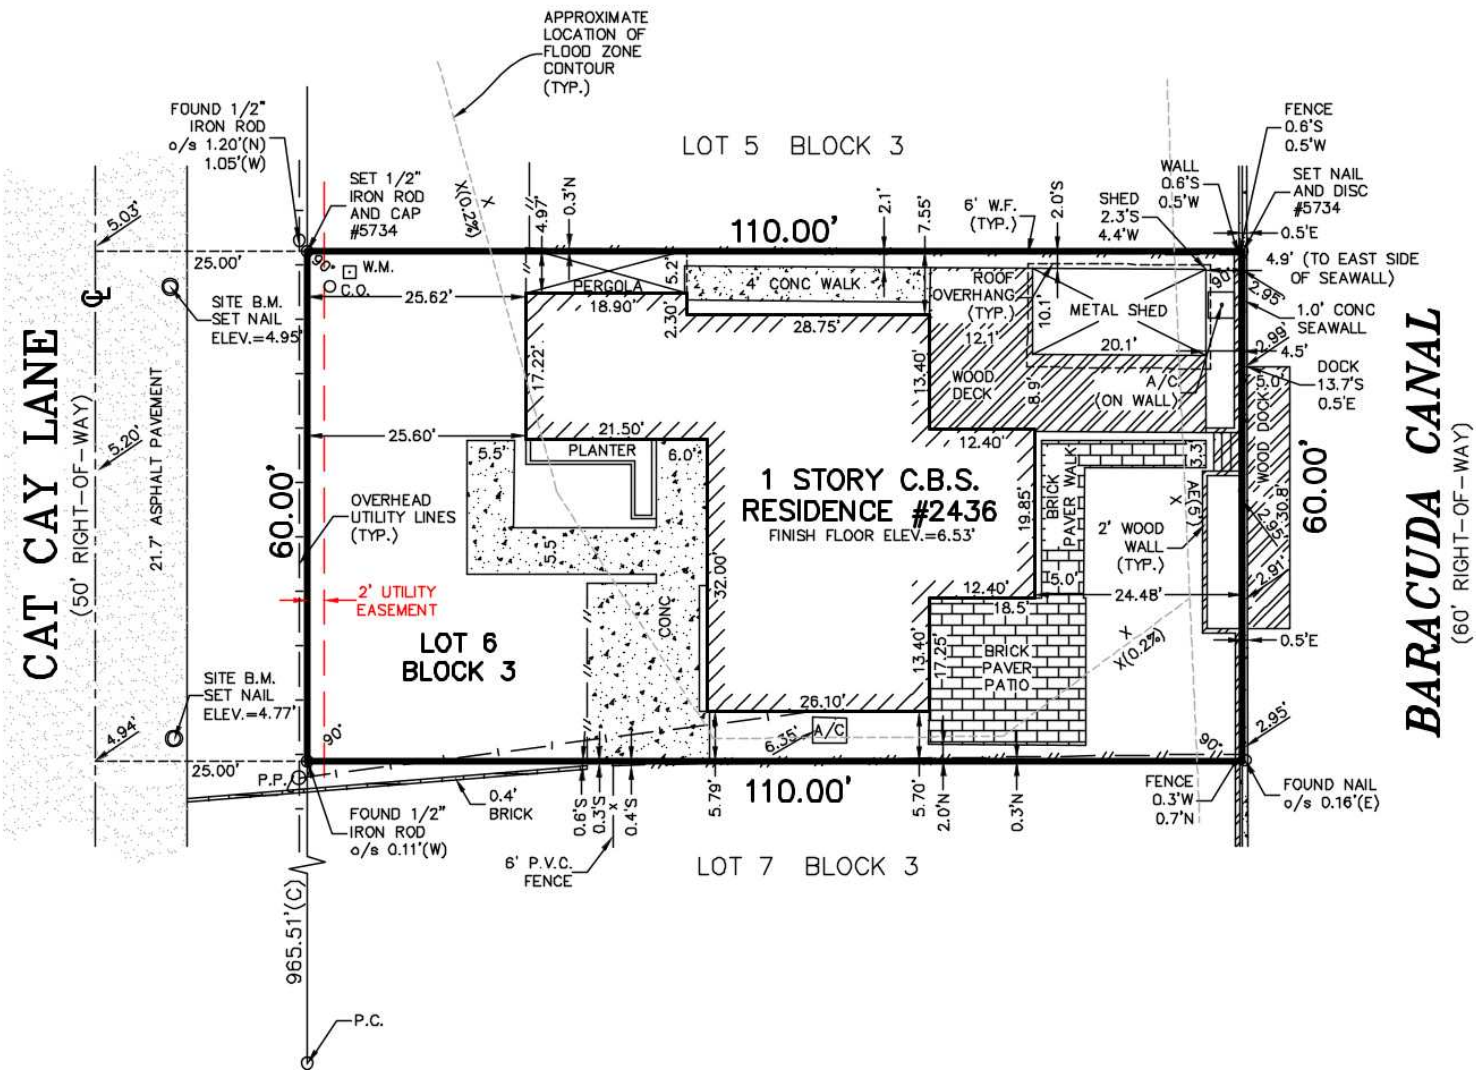 APPROXIMATE
LOCATION OF
FLOOD ZONE
CONTOUR
(TYP.)
FOUND 1/2"
IRON ROD
o/s 1.20'(N)
1.05'(W)
SET 1/2"
IRON ROD
AND CAP
#5734
LOT 5 BLOCK 3
FENCE
0.6'S
0.5'W
WALL
0.6'S
0.5'W
SET NAIL
AND DISC
#5734
SHED
2.3'S
4.4'W
6' W.F.
(TYP.)
X
X(0.2%)
4.97'
0.3'N
2.1'
7.55'
2.0'S
110.00'
0.5'E
4.9' (TO EAST SIDE
OF SEAWALL)
5.03'
25.00'
90°
W.M.
C.O.
25.62'
5.2'
PERGOLA
18.90'
2.30'
4' CONC WALK
28.75'
ROOF
OVERHANG
(TYP.)
12.1'
10.1'
METAL SHED
20.1'
90°
2.95'
1.0' CONC
SEAWALL
2.99'
4.5'
DOCK
13.7'S
0.5'E
℄
SITE B.M.
SET NAIL
ELEV.=4.95'
17.22'
13.40'
WOOD
DECK
8.9'
A/C
(ON WALL)
5.0'
WOOD DOCK
CAT CAY LANE
(50' RIGHT-OF-WAY)
5.20'
21.7' ASPHALT PAVEMENT
25.60'
21.50'
PLANTER
5.5'
6.0'
12.40'
3.3'
60.00'
OVERHEAD
UTILITY LINES
(TYP.)
1 STORY C.B.S.
RESIDENCE #2436
FINISH FLOOR ELEV.=6.53'
19.85'
BRICK
PAVER WALK
X
AE(5')
2' WOOD
WALL
(TYP.)
30.8'
2.95'
60.00'
BARACUDA CANAL
(60' RIGHT-OF-WAY)
5.5'
2' UTILITY
EASEMENT
32.00'
CONC
12.40'
5.0'
18.5'
24.48'
2.91'
0.5'E
LOT 6
BLOCK 3
13.40'
17.25'
BRICK
PAVER
PATIO
X
X(0.2%)
SITE B.M.
SET NAIL
ELEV.=4.77'
26.10'
6.35'
A/C
4.94'
25.00'
90°
90°
2.95'
P.P.
FOUND 1/2"
IRON ROD
o/s 0.11'(W)
0.4'
BRICK
0.6'S
0.3'S
X
0.4'S
5.79'
110.00'
5.70'
2.0'N
0.3'N
FENCE
0.3'W
0.7'N
FOUND NAIL
o/s 0.16'(E)
6' P.V.C.
FENCE
LOT 7 BLOCK 3
965.51'(C)
P.C.